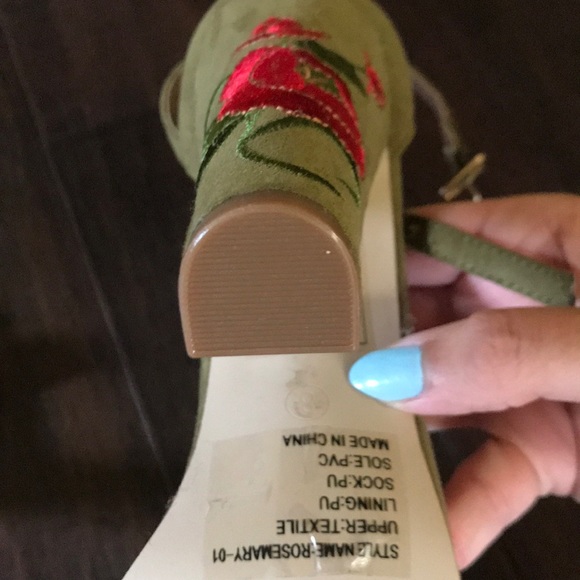 STYLE NAME:ROSEMARY-01
UPPER:TEXTILE
LINING:PU
SOCK:PU
SOLE:PVC
MADE IN CHINA